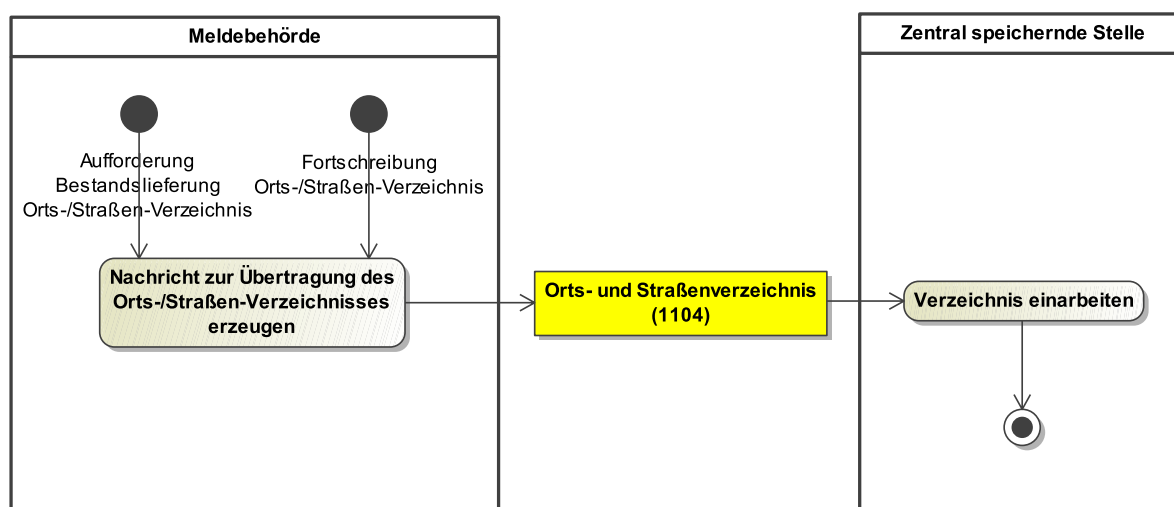 Meldebehörde
Zentral speichernde Stelle
Aufforderung
Bestandslieferung
Orts-/Straßen-Verzeichnis
Fortschreibung
Orts-/Straßen-Verzeichnis
Nachricht zur Übertragung des
Orts-/Straßen-Verzeichnisses
erzeugen
Orts- und Straßenverzeichnis
(1104)
Verzeichnis einarbeiten